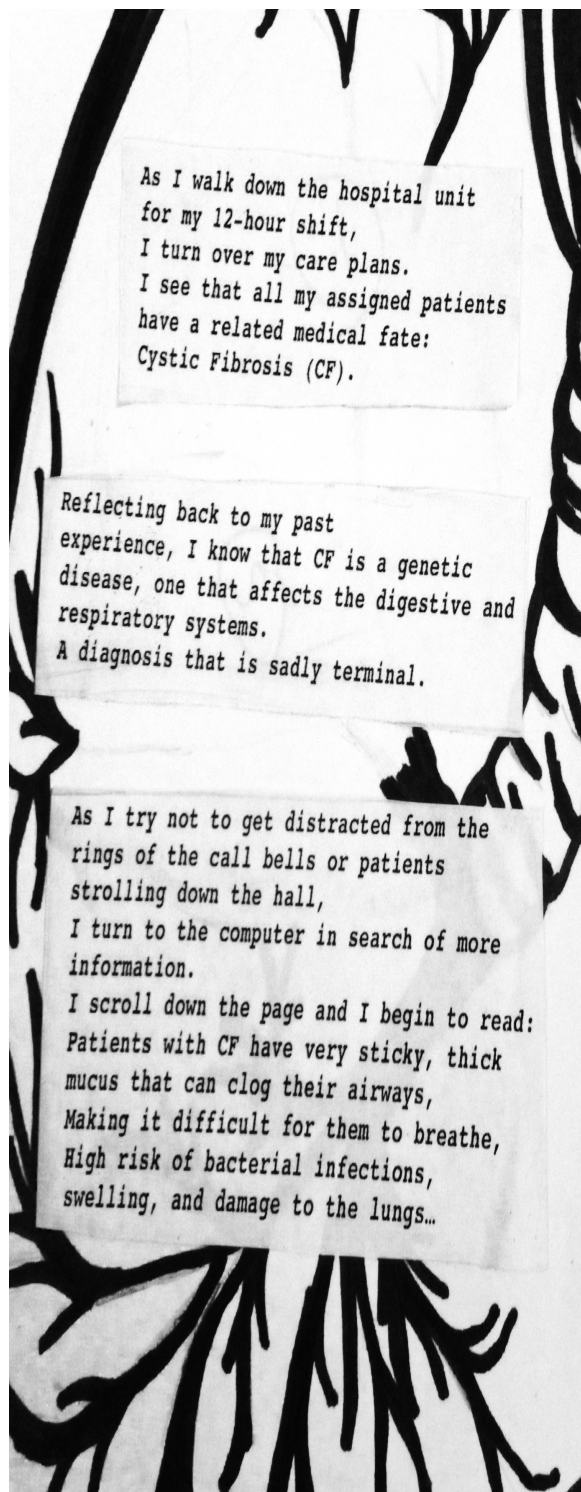 As I walk down the hospital unit
for my 12-hour shift,
I turn over my care plans.
I see that all my assigned patients
have a related medical fate:
Cystic Fibrosis (CF).
Reflecting back to my past
experience, I know that CF is a genetic
disease, one that affects the digestive and
respiratory systems.
A diagnosis that is sadly terminal.
As I try not to get distracted from the
rings of the call bells or patients
strolling down the hall,
I turn to the computer in search of more
information.
I scroll down the page and I begin to read:
Patients with CF have very sticky, thick
mucus that can clog their airways,
Making it difficult for them to breathe,
High risk of bacterial infections,
swelling, and damage to the lungs…